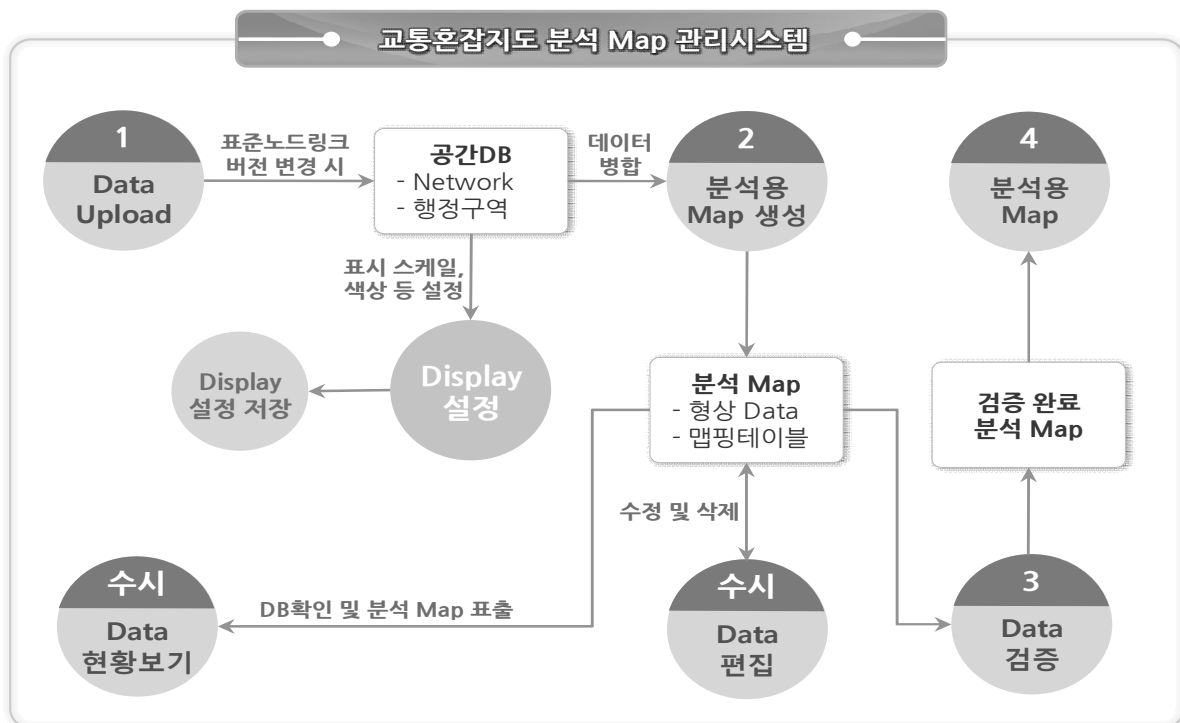 교통혼잡지도 분석 Map 관리시스템
1
Data
Upload
표준노드링크
버전 변경 시
공간DB
- Network
- 행정구역
데이터
병합
2
분석용
Map 생성
4
분석용
Map
표시 스케일,
색상 등 설정
Display
설정 저장
Display
설정
분석 Map
- 형상 Data
- 맵핑테이블
검증 완료
분석 Map
수정 및 삭제
수시
Data
현황보기
DB확인 및 분석 Map 표출
수시
Data
편집
3
Data
검증